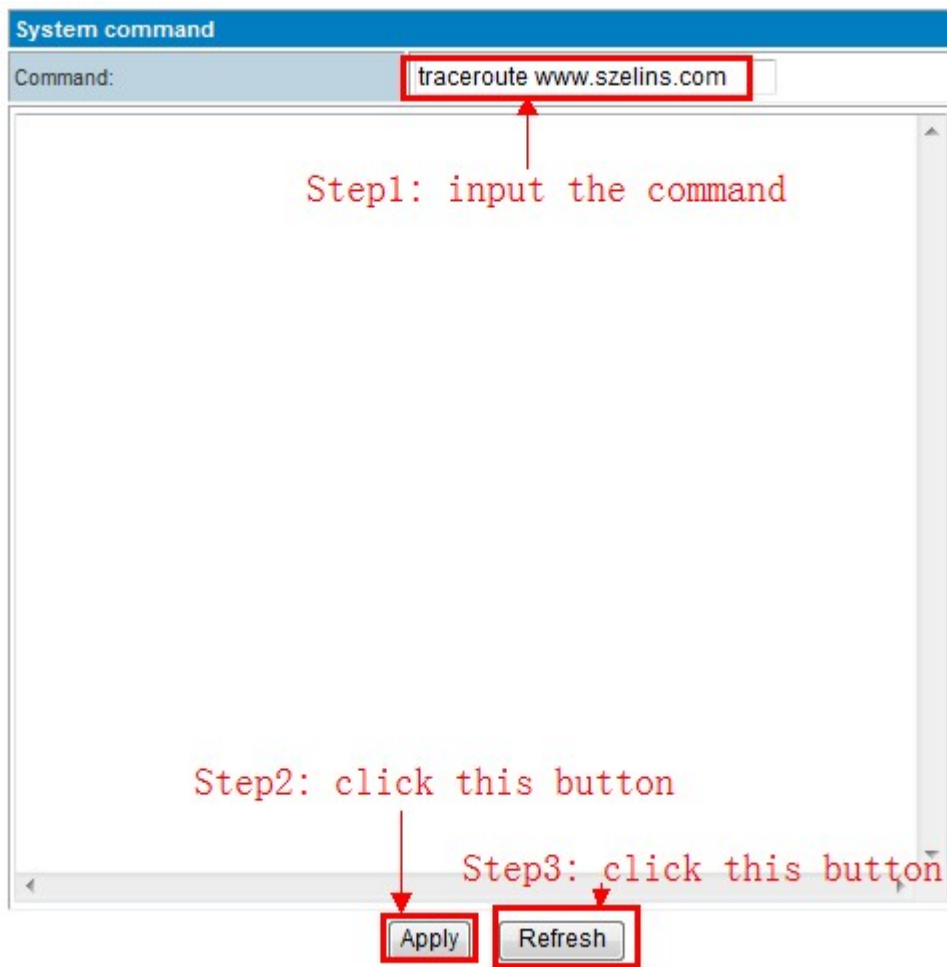 System command
Command: traceroute www.szelins.com
Step1: input the command
Step2: click this button
Step3: click this button
Apply Refresh